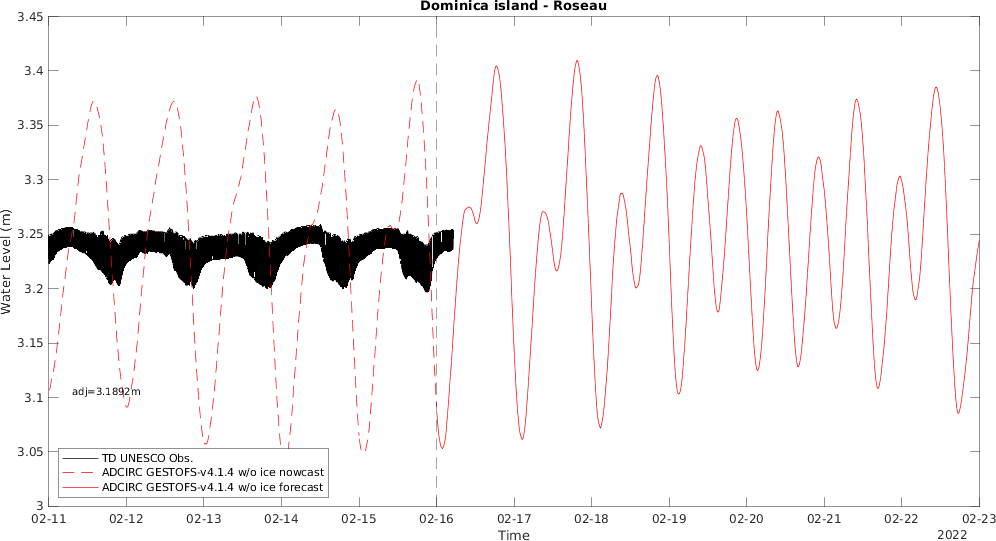 Dominica island - Roseau
3.45
3.4
3.35
3.3
3.25
3.2
3.15
3.1
3.05
3
Water Level (m)
adj=3.1892m
TD UNESCO Obs.
ADCIRC GESTOFS-v4.1.4 w/o ice nowcast
ADCIRC GESTOFS-v4.1.4 w/o ice forecast
02-11 02-12 02-13 02-14 02-15 02-16 02-17 02-18 02-19 02-20 02-21 02-22 02-23
Time
2022